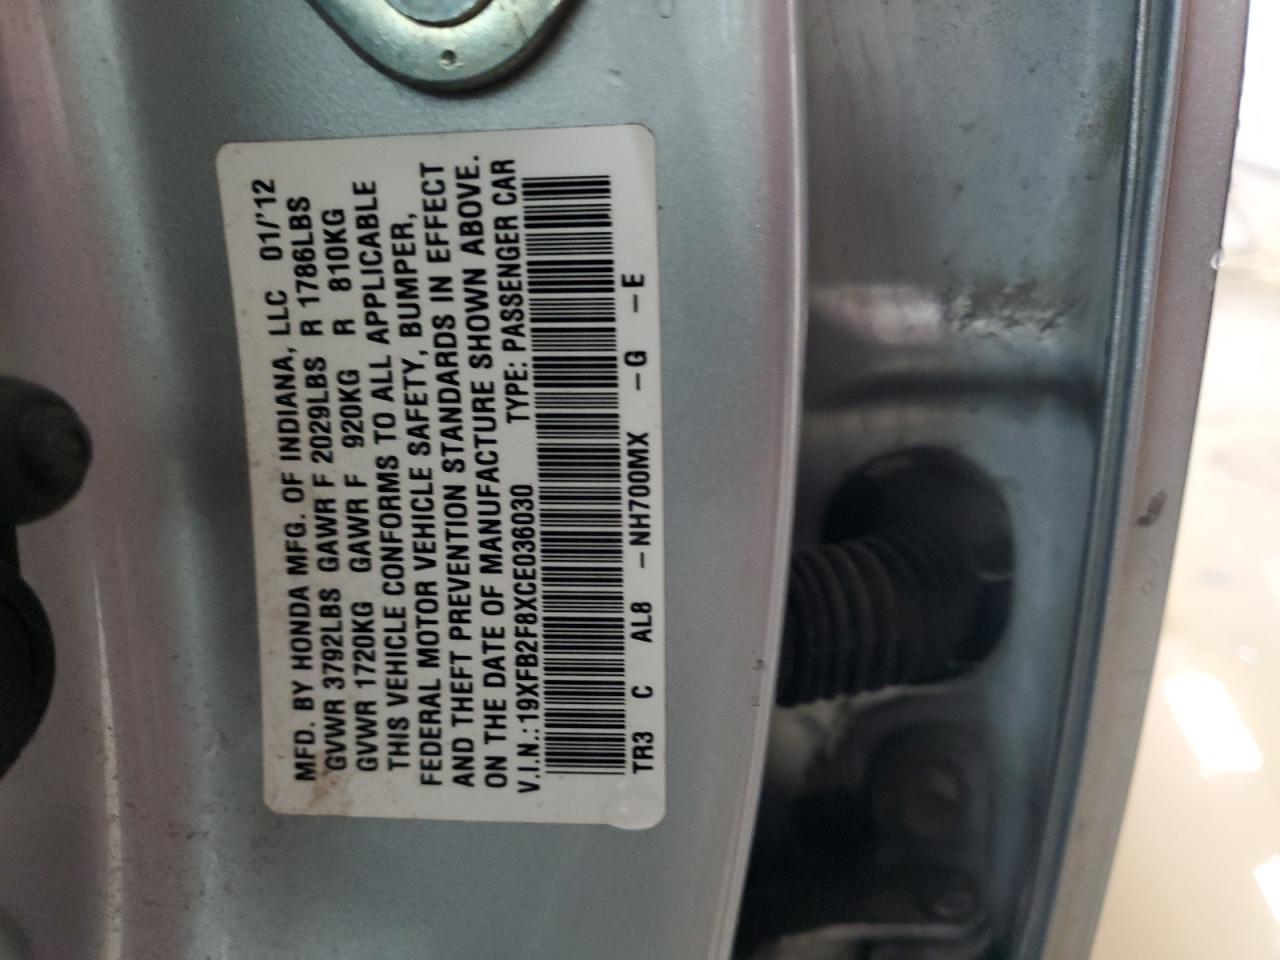 MFD. BY HONDA MFG. OF INDIANA, LLC 01/'12
GVWR 3792LBS GAWR F 2029LBS R 1786LBS
GVWR 1720KG GAWR F 920KG R 810KG
THIS VEHICLE CONFORMS TO ALL APPLICABLE
FEDERAL MOTOR VEHICLE SAFETY, BUMPER,
AND THEFT PREVENTION STANDARDS IN EFFECT
ON THE DATE OF MANUFACTURE SHOWN ABOVE.
V.I.N.: 19XFB2F8XCE036030 TYPE: PASSENGER CAR
TR3 C AL8 -NH700MX -G -E